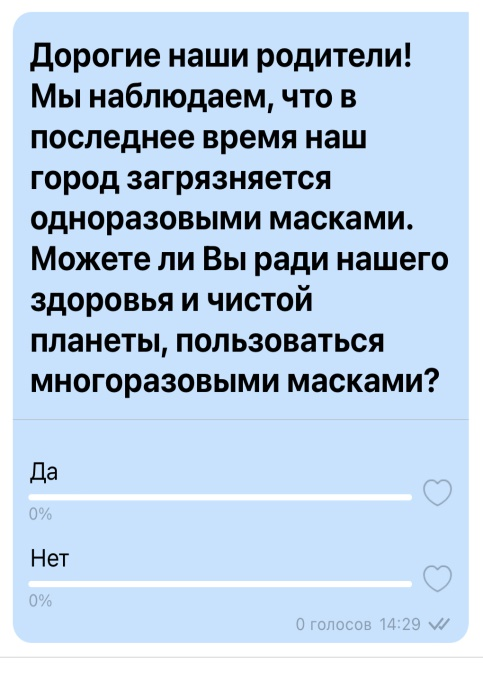 Дорогие наши родители!
Мы наблюдаем, что в
последнее время наш
город загрязняется
одноразовыми масками.
Можете ли Вы ради нашего
здоровья и чистой
планеты, пользоваться
многоразовыми масками?
Да
0%
Нет
0%
0 голосов 14:29